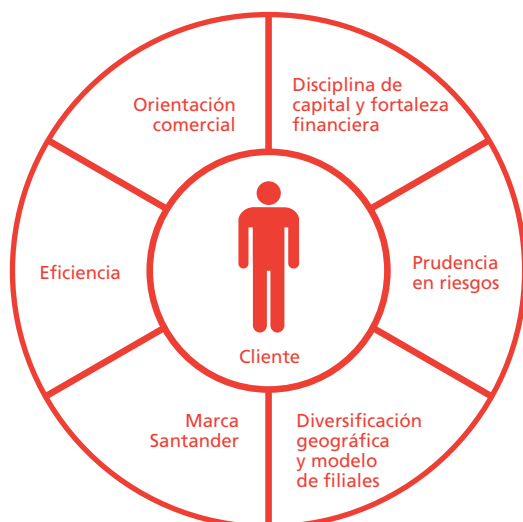 Orientación
comercial
Disciplina de
capital y fortaleza
financiera
Eficiencia
Prudencia
en riesgos
Cliente
Marca
Santander
Diversificación
geográfica
y modelo
de filiales